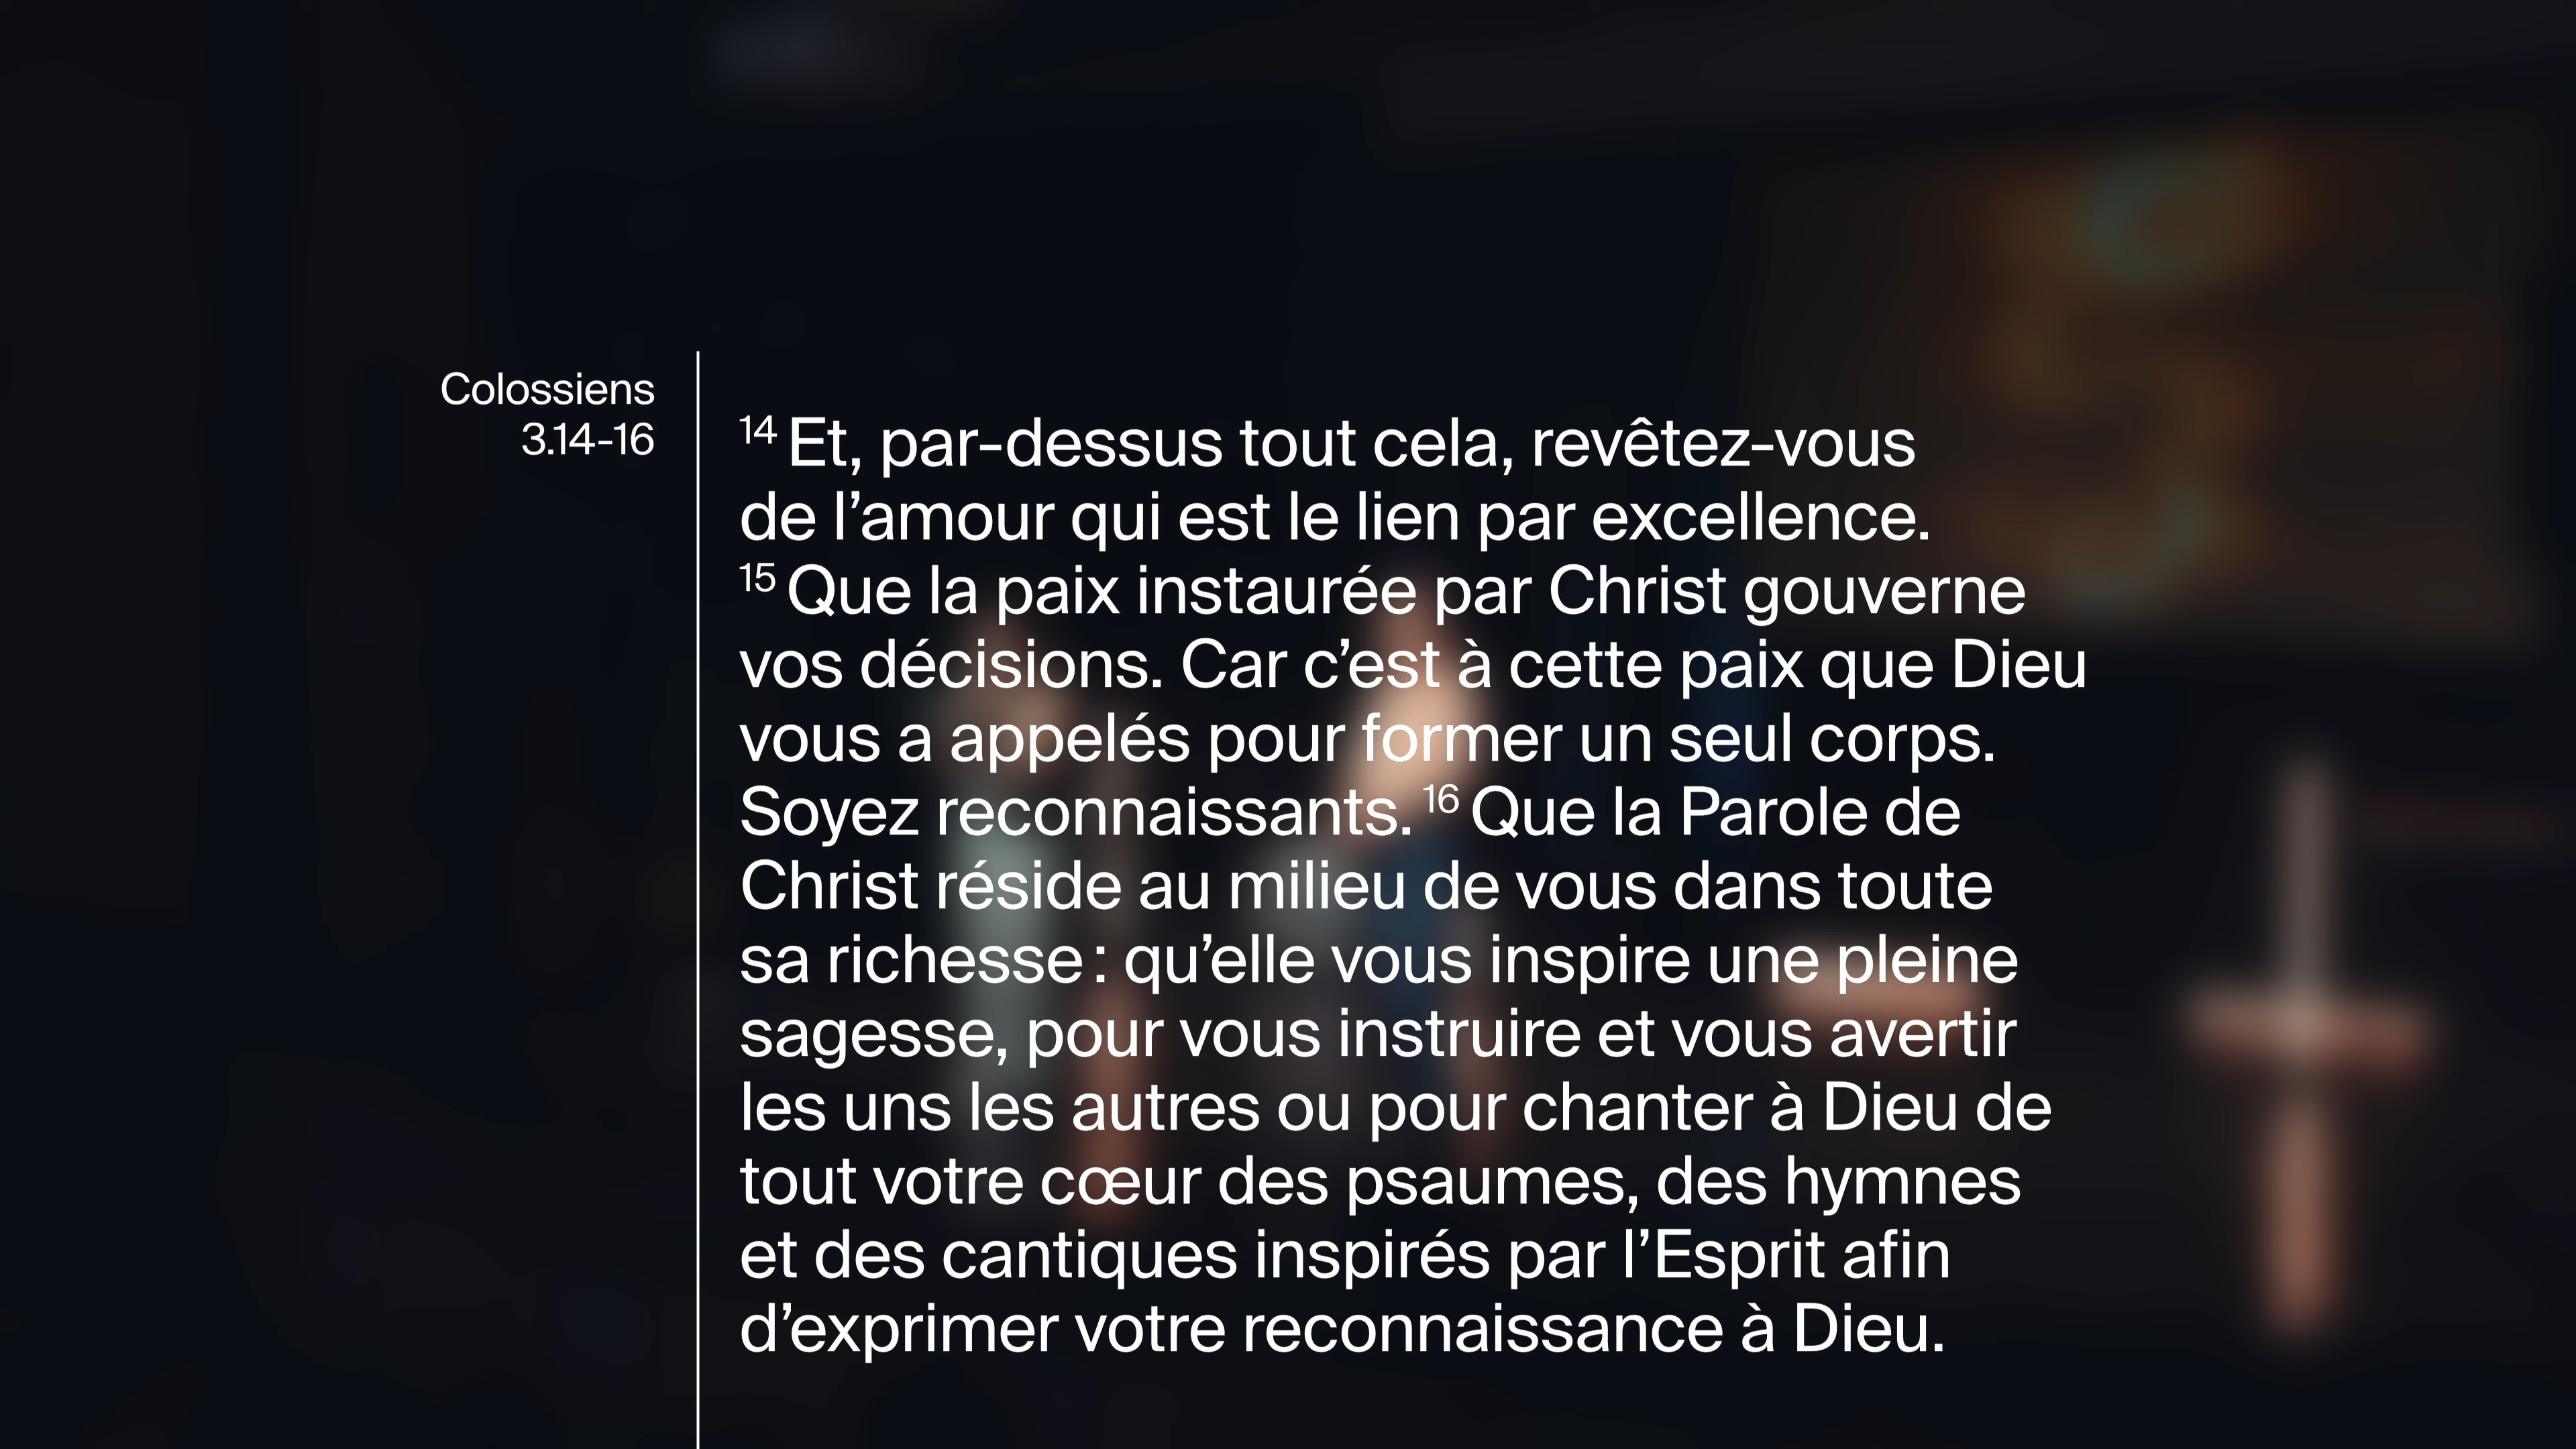 Colossiens
3.14-16
14 Et, par-dessus tout cela, revêtez-vous
de l’amour qui est le lien par excellence.
15 Que la paix instaurée par Christ gouverne
vos décisions. Car c’est à cette paix que Dieu
vous a appelés pour former un seul corps.
Soyez reconnaissants. 16 Que la Parole de
Christ réside au milieu de vous dans toute
sa richesse : qu’elle vous inspire une pleine
sagesse, pour vous instruire et vous avertir
les uns les autres ou pour chanter à Dieu de
tout votre cœur des psaumes, des hymnes
et des cantiques inspirés par l’Esprit afin
d’exprimer votre reconnaissance à Dieu.